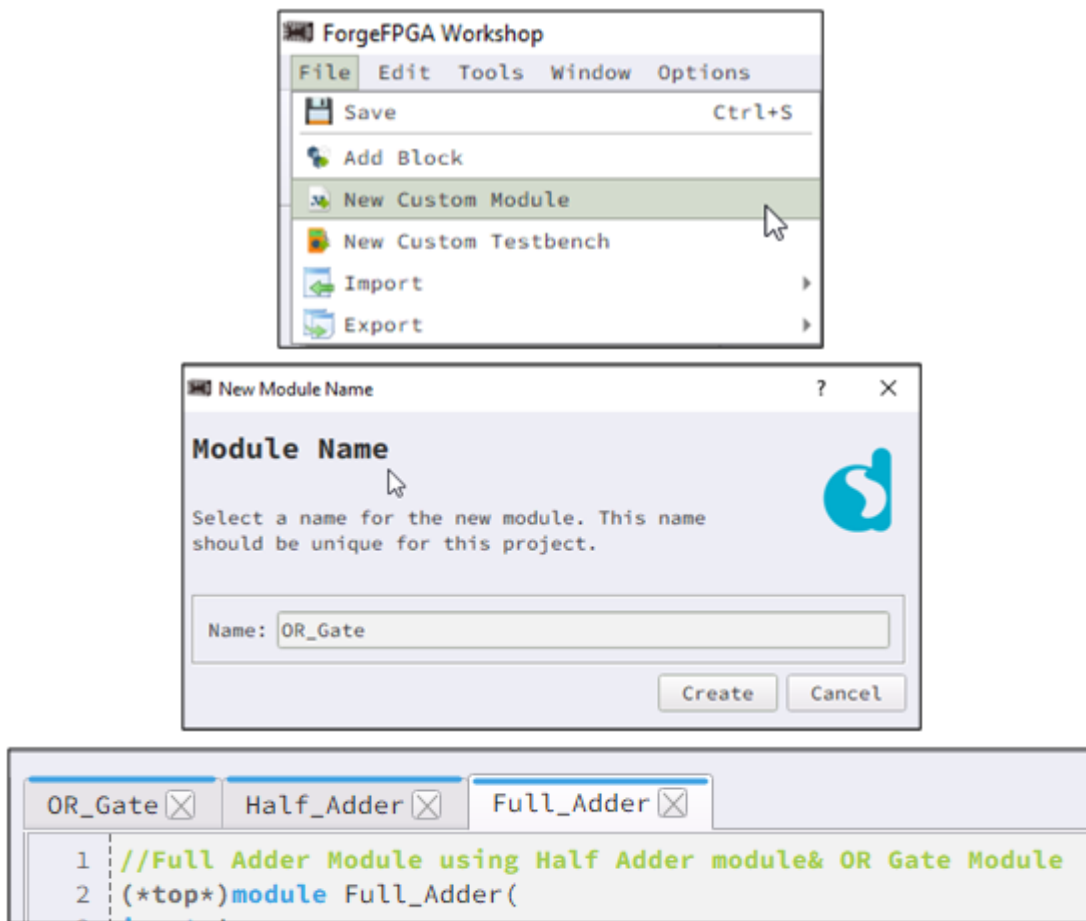 ForgeFPGA Workshop
File Edit Tools Window Options
Save Ctrl+S
Add Block
New Custom Module
New Custom Testbench
Import
Export
New Module Name ?
Module Name
Select a name for the new module. This name
should be unique for this project.
Name: OR_Gate
Create Cancel
OR_Gate Half_Adder Full_Adder
1 //Full Adder Module using Half Adder module& OR Gate Module
2 (*top*)module Full_Adder(